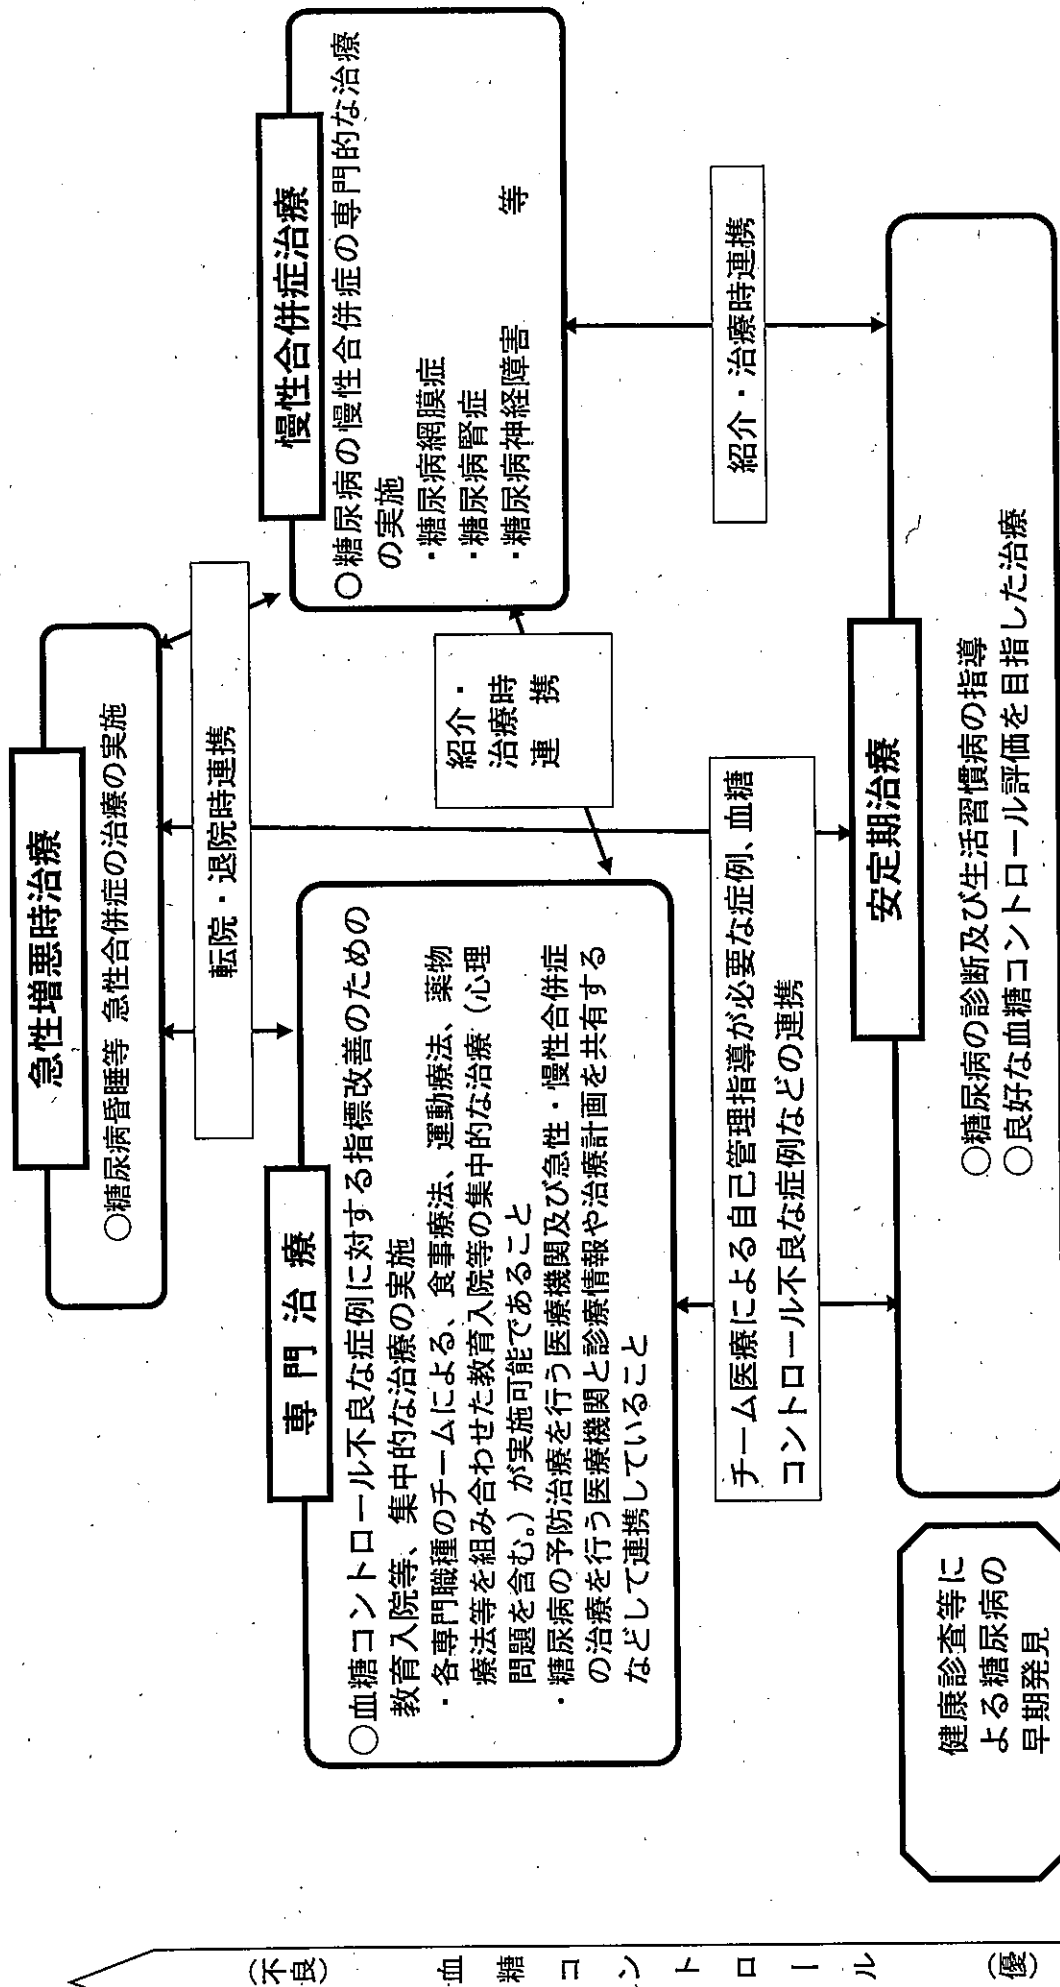 急性増悪時治療
○糖尿病昏睡等 急性合併症の治療の実施
転院・退院時連携
慢性合併症治療
○糖尿病の慢性合併症の専門的な治療
の実施
・糖尿病網膜症
・糖尿病腎症
・糖尿病神経障害 等
専門治療
○血糖コントロール不良な症例に対する指標改善のための
教育入院等、集中的な治療の実施
・各専門職種のチームによる、食事療法、運動療法、薬物
療法等を組み合わせた教育入院等の集中的な治療（心理
問題を含む。）が実施可能であること
・糖尿病の予防治療を行う医療機関及び急性・慢性合併症
の治療を行う医療機関と診療情報や治療計画を共有する
などして連携していること
紹介・
治療時
連 携
紹介・治療時連携
チーム医療による自己管理指導が必要な症例、血糖
コントロール不良な症例などの連携
安定期治療
○糖尿病の診断及び生活習慣病の指導
○良好な血糖コントロール評価を目指した治療
健康診査等に
よる糖尿病の
早期発見
（不良）
血糖コントロール
（優）